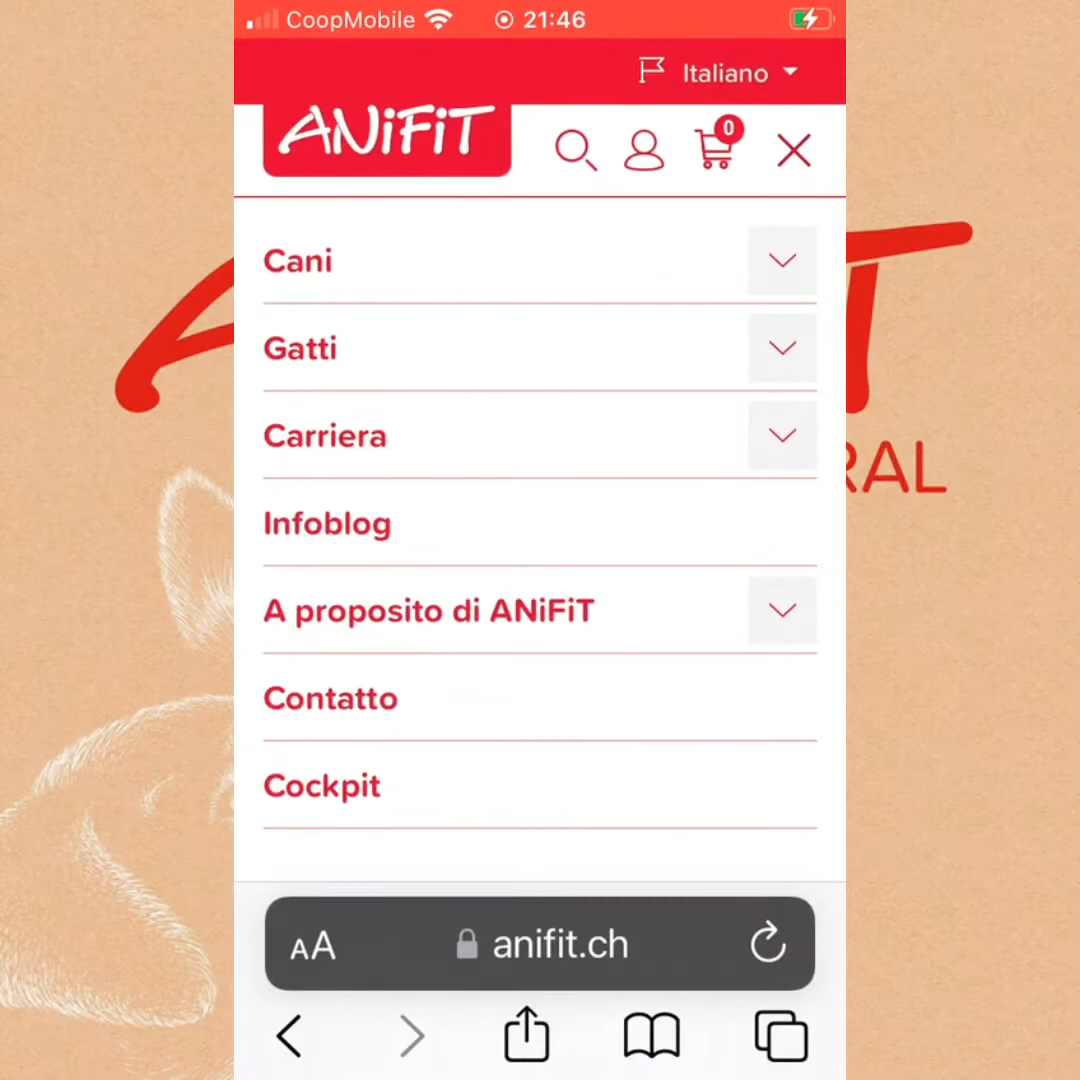 CoopMobile 21:46
Italiano
ANiFiT
0
Cani
Gatti
Carriera
Infoblog
A proposito di ANiFiT
Contatto
Cockpit
AA anifit.ch